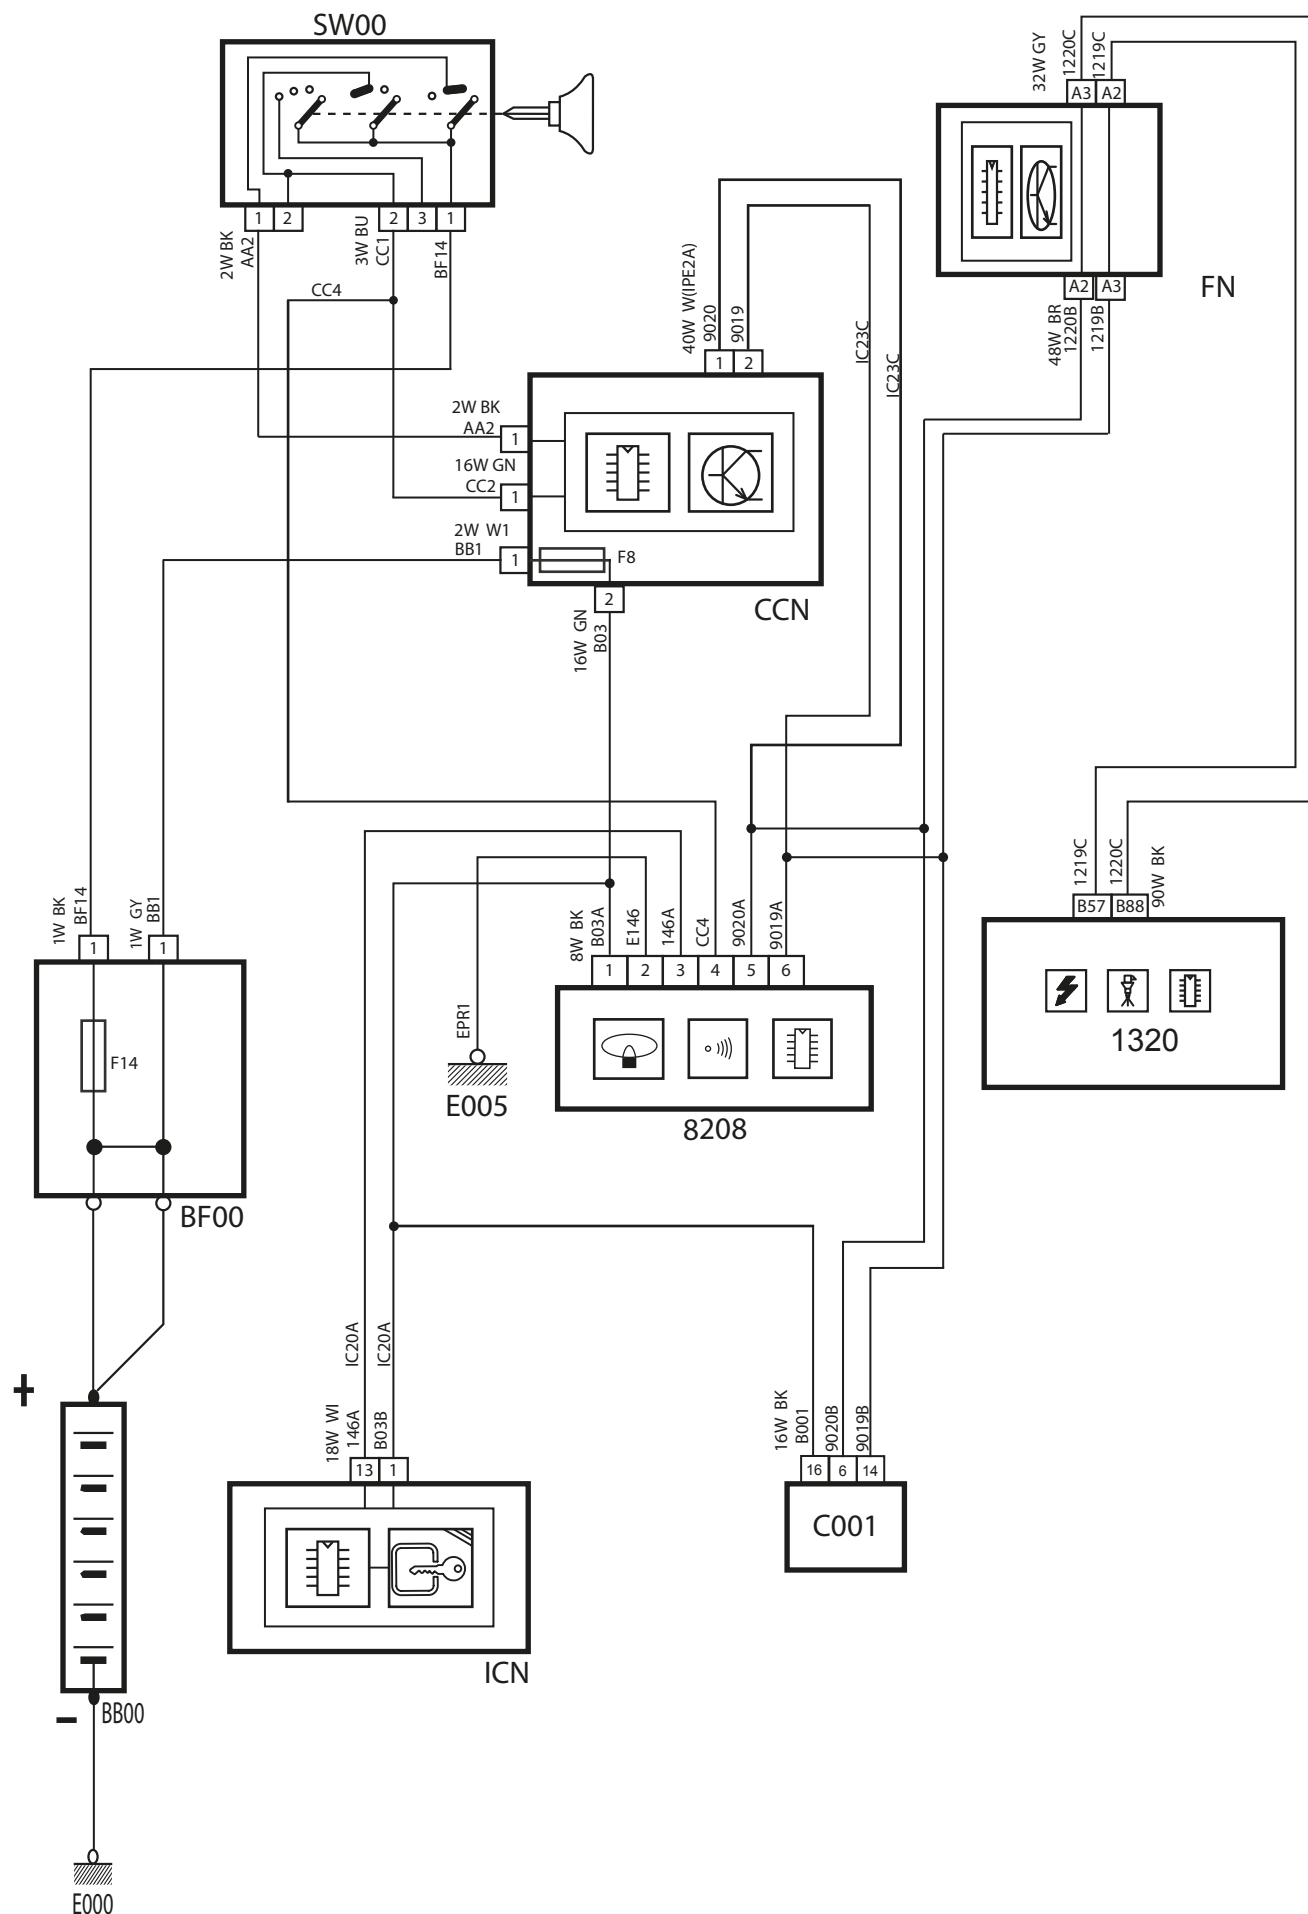 SW00
1
2
2
3
1
2W BK
AA2
3W BU
CC1
BF14
CC4
32W GY
1220C
1219C
A3
A2
FN
A2
A3
48W BR
1220B
1219B
40W W(IPE2A)
9020
9019
1
2
IC23C
IC23C
2W BK
AA2
1
16W GN
CC2
1
2W W1
BB1
1
F8
2
CCN
16W GN
B03
1W BK
BF14
1W GY
BB1
1
1
F14
BF00
8W BK
B03A
E146
146A
CC4
9020A
9019A
1
2
3
4
5
6
8208
EPR1
E005
1219C
1220C
90W BK
B57
B88
1320
IC20A
IC20A
18W WI
146A
B03B
13
1
ICN
16W BK
B001
9020B
9019B
16
6
14
C001
+
-
BB00
E000